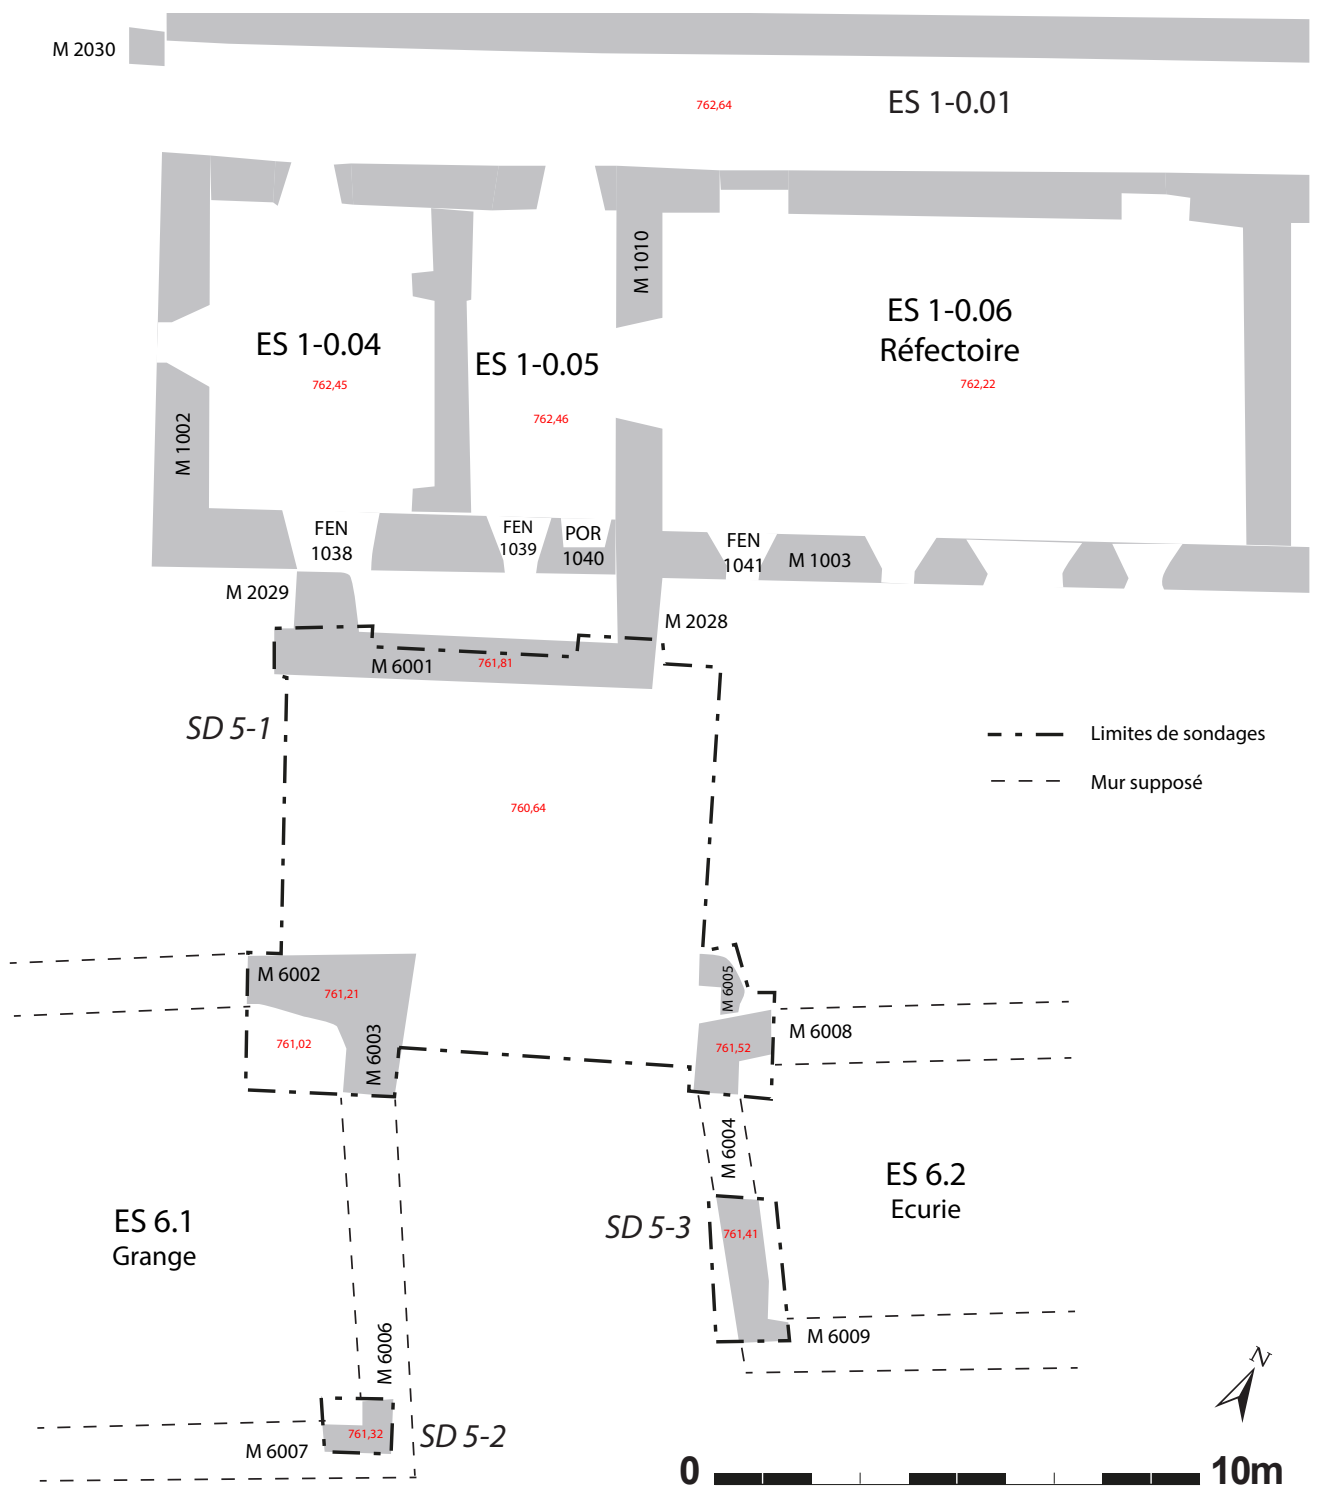 M 2030
762,64
ES 1-0.01
M 1010
ES 1-0.04
762,45
ES 1-0.05
762,46
ES 1-0.06
Réfectoire
762,22
M 1002
FEN
1038
FEN
1039
POR
1040
FEN
1041
M 1003
M 2029
M 2028
M 6001
761,81
SD 5-1
Limites de sondages
Mur supposé
760,64
M 6002
761,21
761,02
M 6003
M 6005
M 6008
761,52
M 6004
ES 6.2
Ecurie
ES 6.1
Grange
SD 5-3
761,41
M 6009
M 6006
N
761,32
SD 5-2
M 6007
0
10m